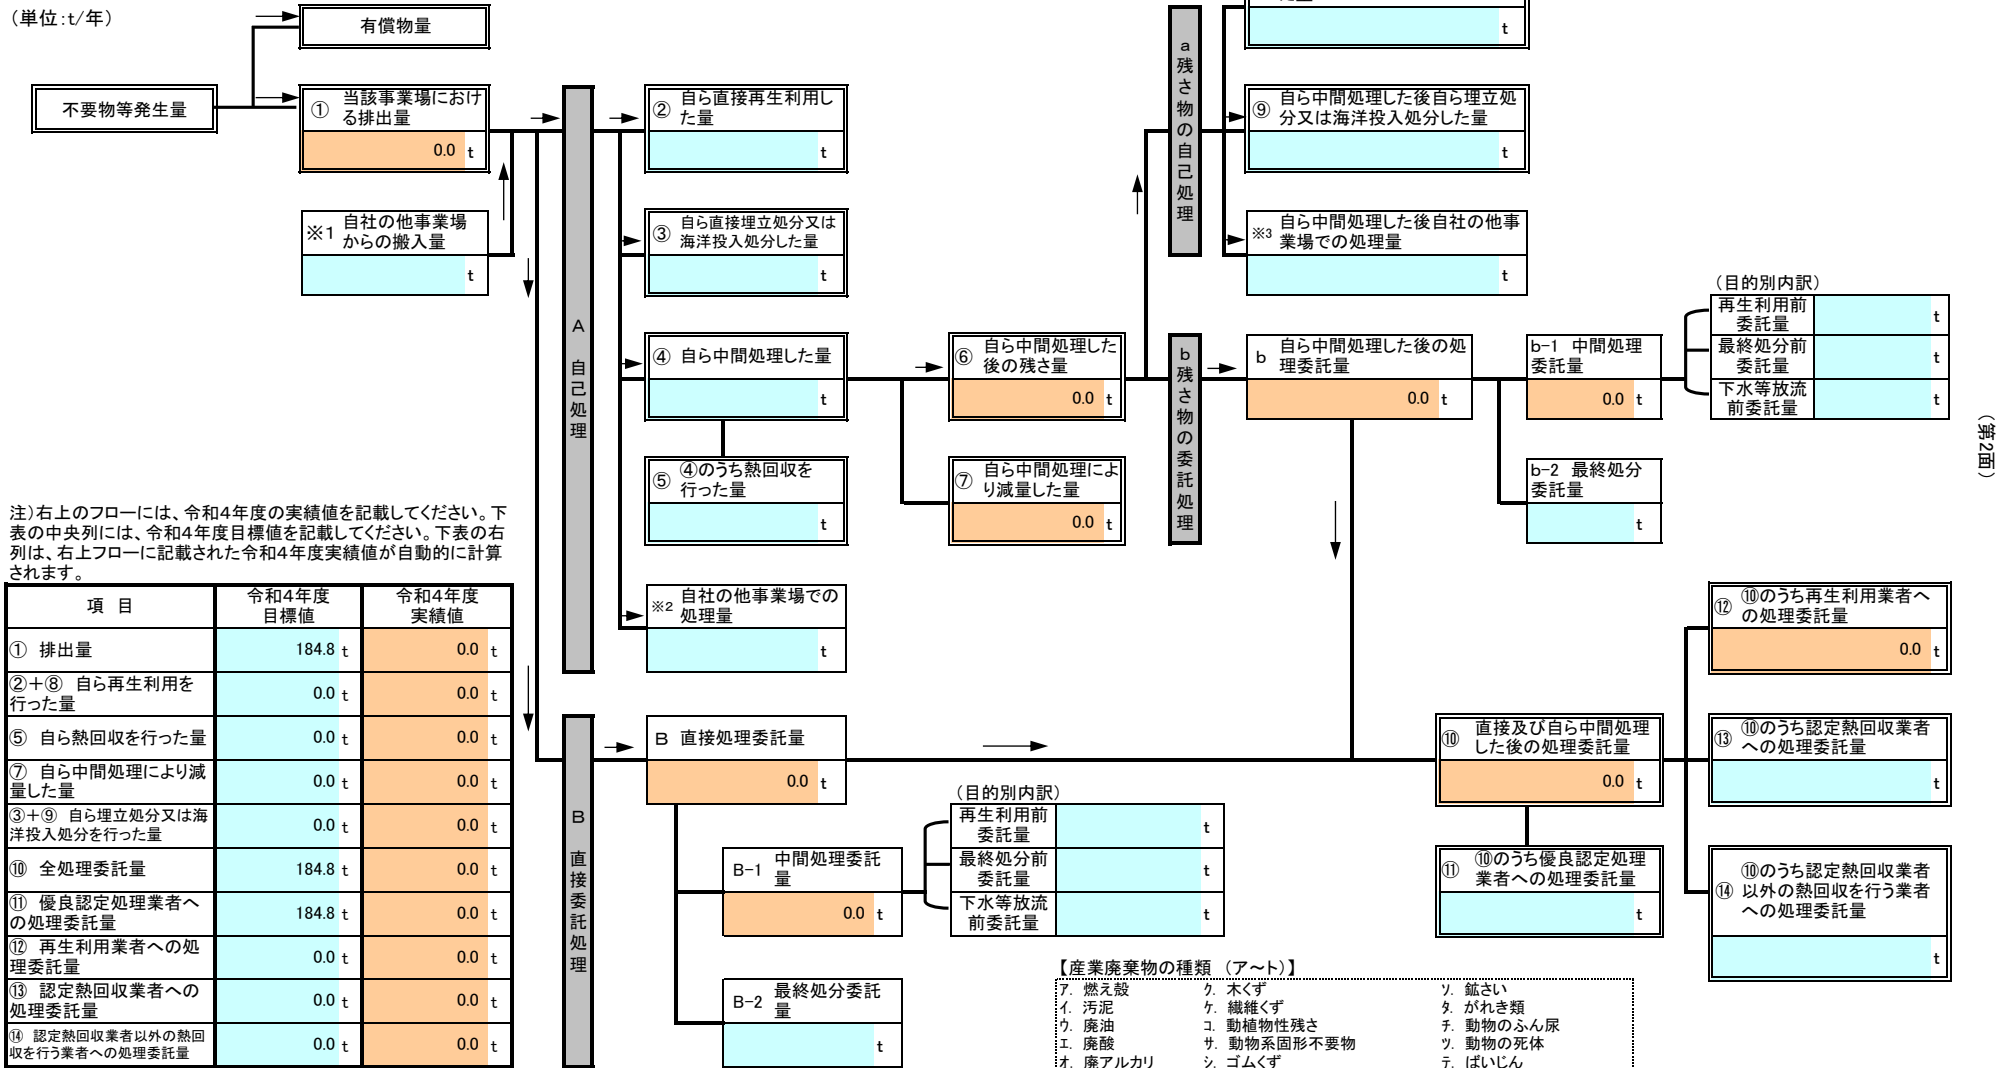 (単位:t/年)
有償物量
t
不要物等発生量
① 当該事業場におけ
る排出量
0.0 t
※1 自社の他事業場
からの搬入量
t
A 自己処理
② 自ら直接再生利用し
た量
t
③ 自ら直接埋立処分又は
海洋投入処分した量
t
④ 自ら中間処理した量
t
⑤ ④のうち熱回収を
行った量
t
※2 自社の他事業場での
処理量
t
⑥ 自ら中間処理した
後の残さ量
0.0 t
⑦ 自ら中間処理によ
り減量した量
0.0 t
a残さ物の自己処理
⑨ 自ら中間処理した後自ら埋立処
分又は海洋投入処分した量
t
※3 自ら中間処理した後自社の他事
業場での処理量
t
b残さ物の委託処理
b 自ら中間処理した後の処
理委託量
0.0 t
b-1 中間処理
委託量
0.0 t
b-2 最終処分
委託量
t
(目的別内訳)
再生利用前
委託量 t
最終処分前
委託量 t
下水等放流
前委託量 t
(第2面)
注)右上のフローには、令和4年度の実績値を記載してください。下
表の中央列には、令和4年度目標値を記載してください。下表の右
列は、右上フローに記載された令和4年度実績値が自動的に計算
されます。
項 目 令和4年度
目標値 令和4年度
実績値
① 排出量 184.8 t 0.0 t
②+⑧ 自ら再生利用を
行った量 0.0 t 0.0 t
⑤ 自ら熱回収を行った量 0.0 t 0.0 t
⑦ 自ら中間処理により減
量した量 0.0 t 0.0 t
③+⑨ 自ら埋立処分又は海
洋投入処分を行った量 0.0 t 0.0 t
⑩ 全処理委託量 184.8 t 0.0 t
⑪ 優良認定処理業者へ
の処理委託量 184.8 t 0.0 t
⑫ 再生利用業者への処
理委託量 0.0 t 0.0 t
⑬ 認定熱回収業者への
処理委託量 0.0 t 0.0 t
⑭ 認定熱回収業者以外の熱回
収を行う業者への処理委託量 0.0 t 0.0 t
B 直接委託処理
B 直接処理委託量
0.0 t
B-1 中間処理委託
量
0.0 t
B-2 最終処分委託
量
t
(目的別内訳)
再生利用前
委託量 t
最終処分前
委託量 t
下水等放流
前委託量 t
⑩ 直接及び自ら中間処理
した後の処理委託量
0.0 t
⑪ ⑩のうち優良認定処理
業者への処理委託量
t
⑫ ⑩のうち再生利用業者へ
の処理委託量
0.0 t
⑬ ⑩のうち認定熱回収業者
への処理委託量
t
⑭ ⑩のうち認定熱回収業者
以外の熱回収を行う業者
への処理委託量
t
【産業廃棄物の種類 (ア~ト)】
ア. 燃え殻 ク. 木くず ソ. 鉱さい
イ. 汚泥 ケ. 繊維くず タ. がれき類
ウ. 廃油 コ. 動植物性残さ チ. 動物のふん尿
エ. 廃酸 サ. 動物系固形不要物 ツ. 動物の死体
オ. 廃アルカリ シ. ゴムくず テ. ばいじん